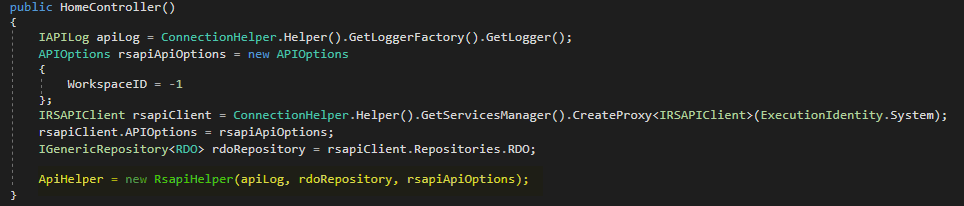 public HomeController()
{
IAPILog apiLog = ConnectionHelper.Helper().GetLoggerFactory().GetLogger();
APIOptions rsapiApiOptions = new APIOptions
{
WorkspaceID = -1
};
IRSAPIClient rsapiClient = ConnectionHelper.Helper().GetServicesManager().CreateProxy<IRSAPIClient>(ExecutionIdentity.System);
rsapiClient.APIOptions = rsapiApiOptions;
IGenericRepository<RDO> rdoRepository = rsapiClient.Repositories.RDO;
ApiHelper = new RsapiHelper(apiLog, rdoRepository, rsapiApiOptions);
}